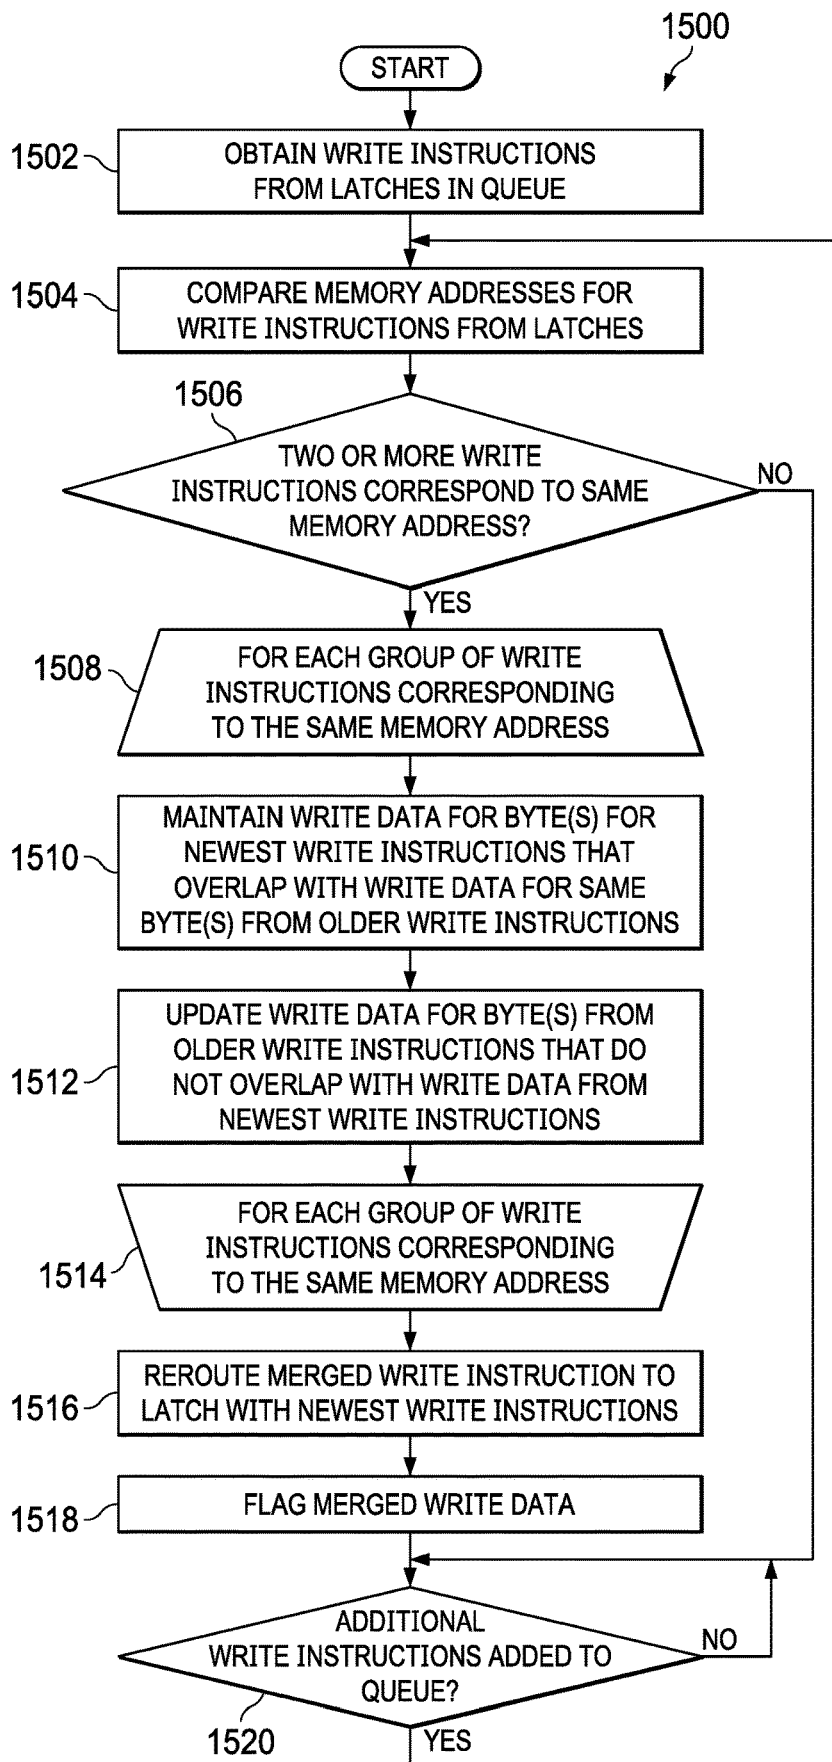 1500
START
1502
OBTAIN WRITE INSTRUCTIONS
FROM LATCHES IN QUEUE
1504
COMPARE MEMORY ADDRESSES FOR
WRITE INSTRUCTIONS FROM LATCHES
1506
TWO OR MORE WRITE
INSTRUCTIONS CORRESPOND TO SAME
MEMORY ADDRESS?
NO
YES
1508
FOR EACH GROUP OF WRITE
INSTRUCTIONS CORRESPONDING
TO THE SAME MEMORY ADDRESS
1510
MAINTAIN WRITE DATA FOR BYTE(S) FOR
NEWEST WRITE INSTRUCTIONS THAT
OVERLAP WITH WRITE DATA FOR SAME
BYTE(S) FROM OLDER WRITE INSTRUCTIONS
1512
UPDATE WRITE DATA FOR BYTE(S) FROM
OLDER WRITE INSTRUCTIONS THAT DO
NOT OVERLAP WITH WRITE DATA FROM
NEWEST WRITE INSTRUCTIONS
1514
FOR EACH GROUP OF WRITE
INSTRUCTIONS CORRESPONDING
TO THE SAME MEMORY ADDRESS
1516
REROUTE MERGED WRITE INSTRUCTION TO
LATCH WITH NEWEST WRITE INSTRUCTIONS
1518
FLAG MERGED WRITE DATA
ADDITIONAL
WRITE INSTRUCTIONS ADDED TO
QUEUE?
NO
1520
YES